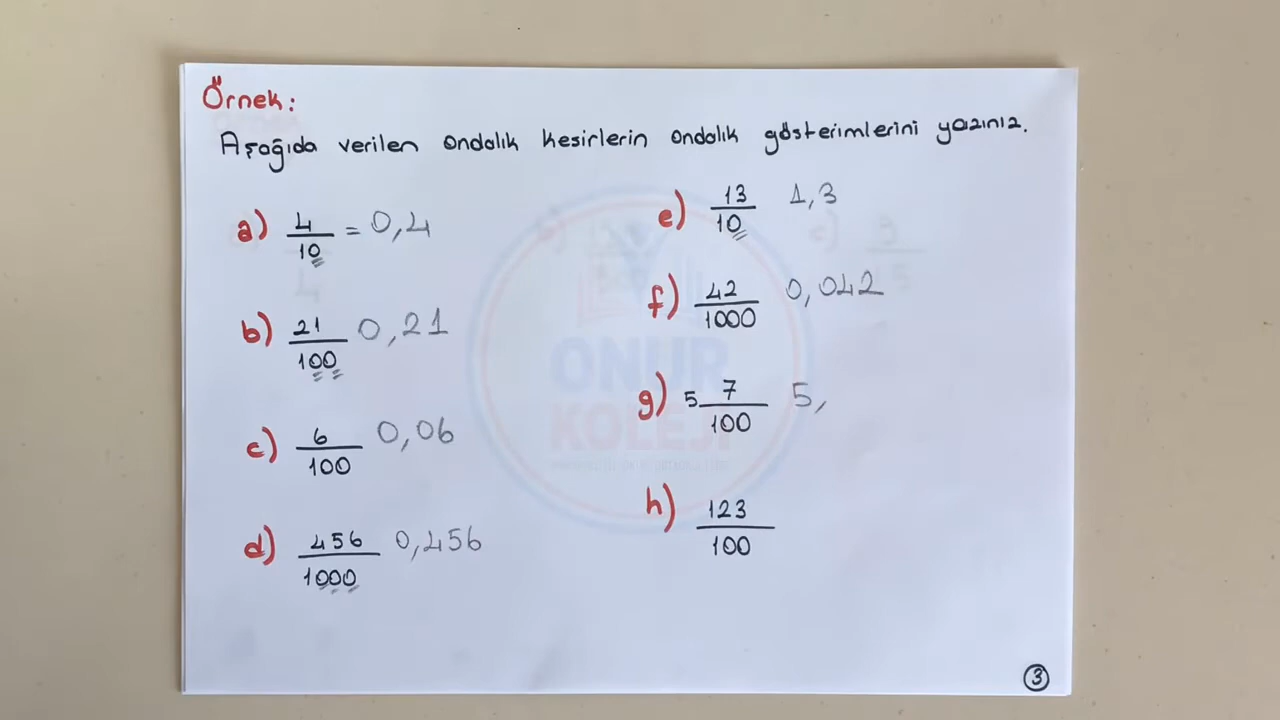 Örnek:
Aşağıda verilen ondalık kesirlerin ondalık gösterimlerini yazınız.
a) 4/10 = 0,4
b) 21/100 0,21
c) 6/100 0,06
d) 456/1000 0,456
e) 13/10 1,3
f) 42/1000 0,042
g) 5 7/100 5,
h) 123/100
ONUR
KOLEJİ
3